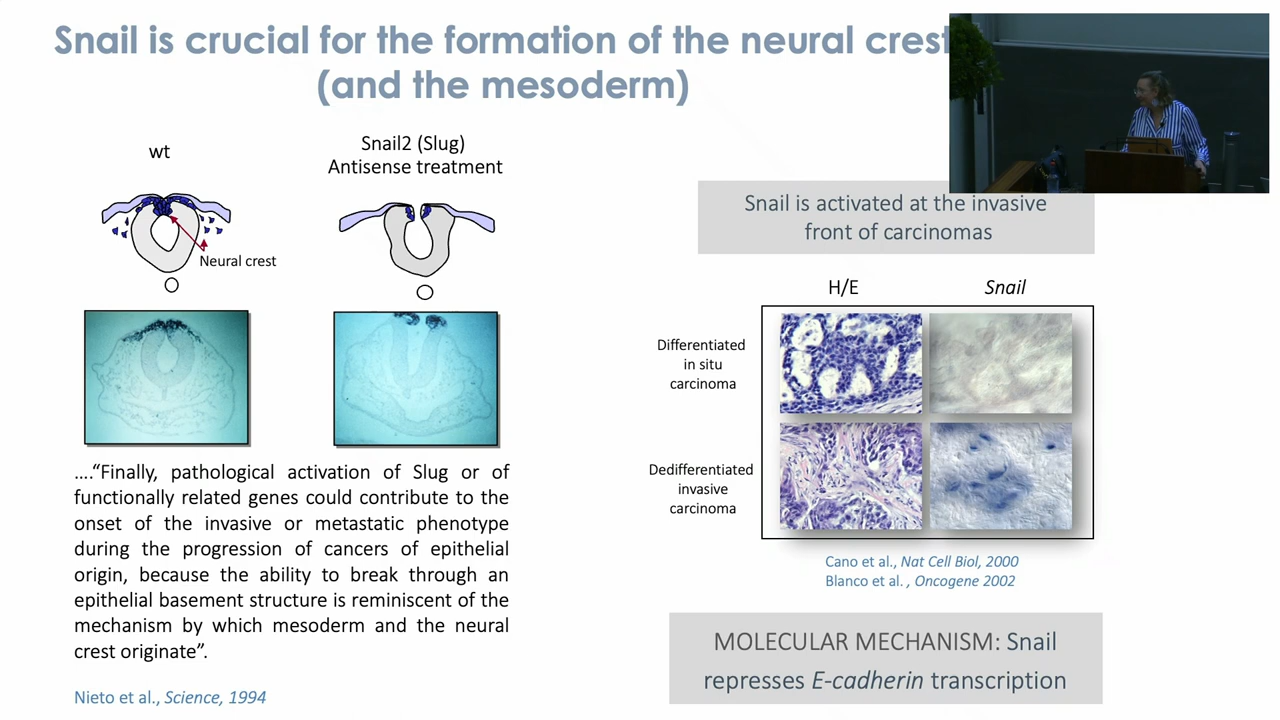 Snail is crucial for the formation of the neural crest
(and the mesoderm)
wt
Snail2 (Slug)
Antisense treatment
Neural crest
…."Finally, pathological activation of Slug or of
functionally related genes could contribute to the
onset of the invasive or metastatic phenotype
during the progression of cancers of epithelial
origin, because the ability to break through an
epithelial basement structure is reminiscent of the
mechanism by which mesoderm and the neural
crest originate".
Nieto et al., Science, 1994
Snail is activated at the invasive
front of carcinomas
H/E
Snail
Differentiated
in situ
carcinoma
Dedifferentiated
invasive
carcinoma
Cano et al., Nat Cell Biol, 2000
Blanco et al. , Oncogene 2002
MOLECULAR MECHANISM: Snail
represses E-cadherin transcription